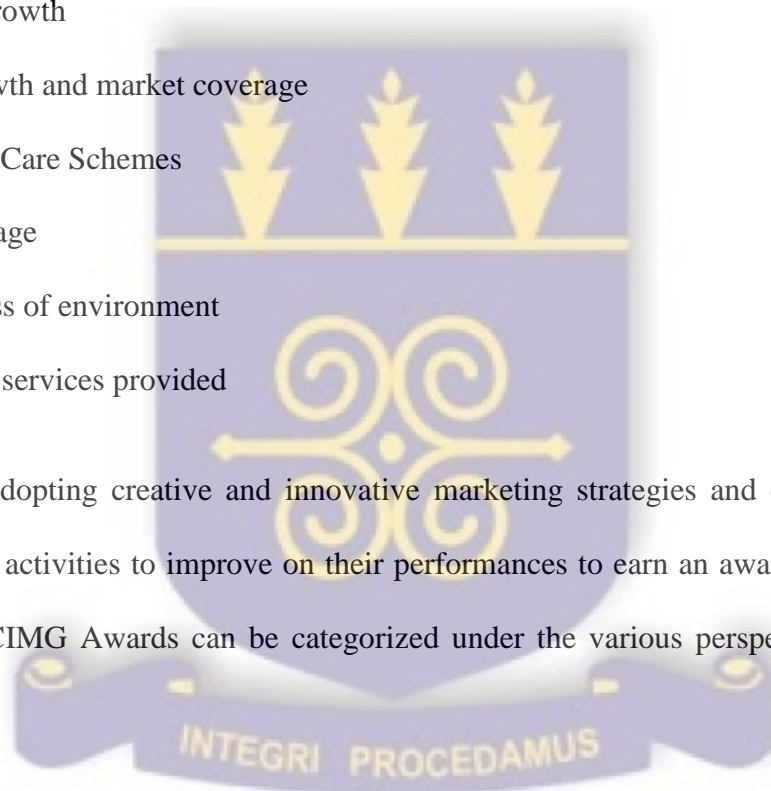 rowth
wth and market coverage
Care Schemes
age
ss of environment
services provided
dopting creative and innovative marketing strategies and
activities to improve on their performances to earn an awa
CIMG Awards can be categorized under the various perspe
INTEGRI PROCEDAMUS